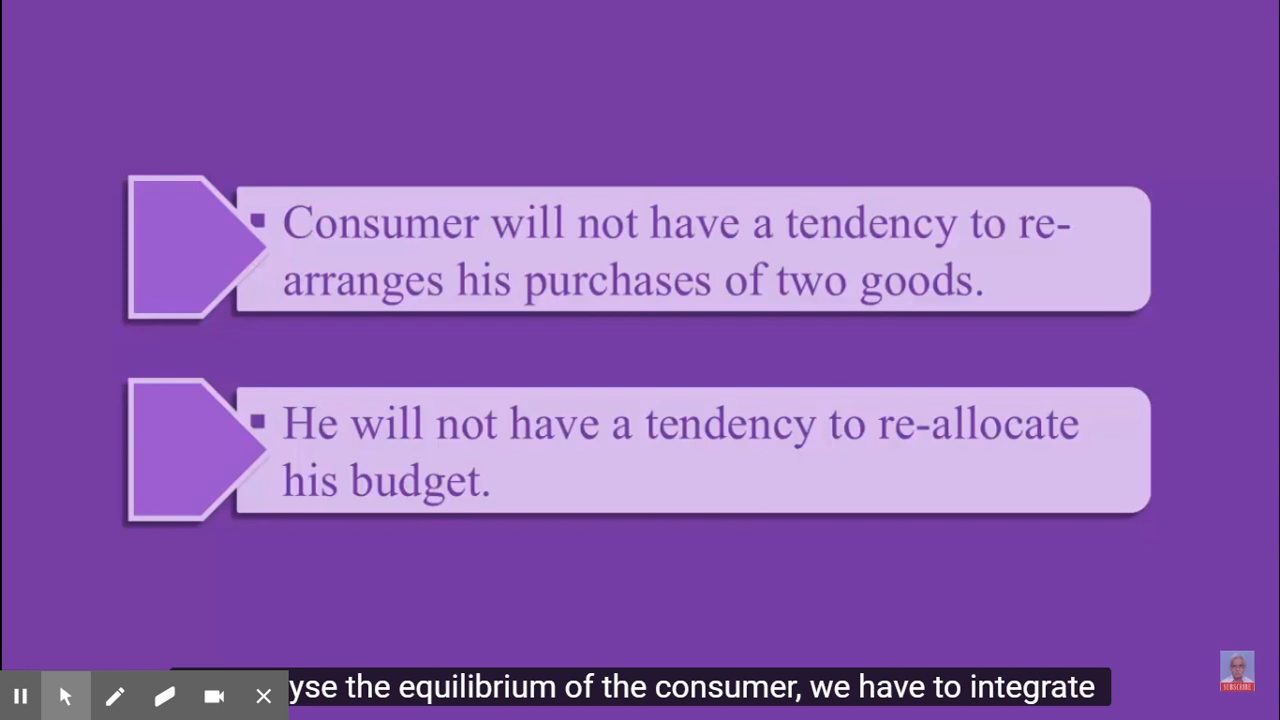 ▪ Consumer will not have a tendency to re-
arranges his purchases of two goods.
▪ He will not have a tendency to re-allocate
his budget.
yse the equilibrium of the consumer, we have to integrate
SUBSCRIBE